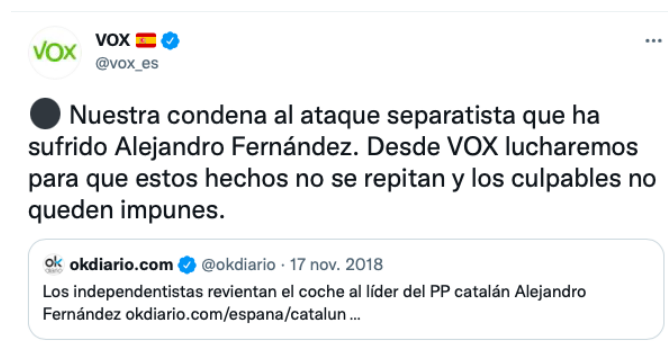 VOX
VOX 🇪🇸
@vox_es
⚫ Nuestra condena al ataque separatista que ha
sufrido Alejandro Fernández. Desde VOX lucharemos
para que estos hechos no se repitan y los culpables no
queden impunes.
ok diario okdiario.com @okdiario · 17 nov. 2018
Los independentistas revientan el coche al líder del PP catalán Alejandro
Fernández okdiario.com/espana/catalun ...